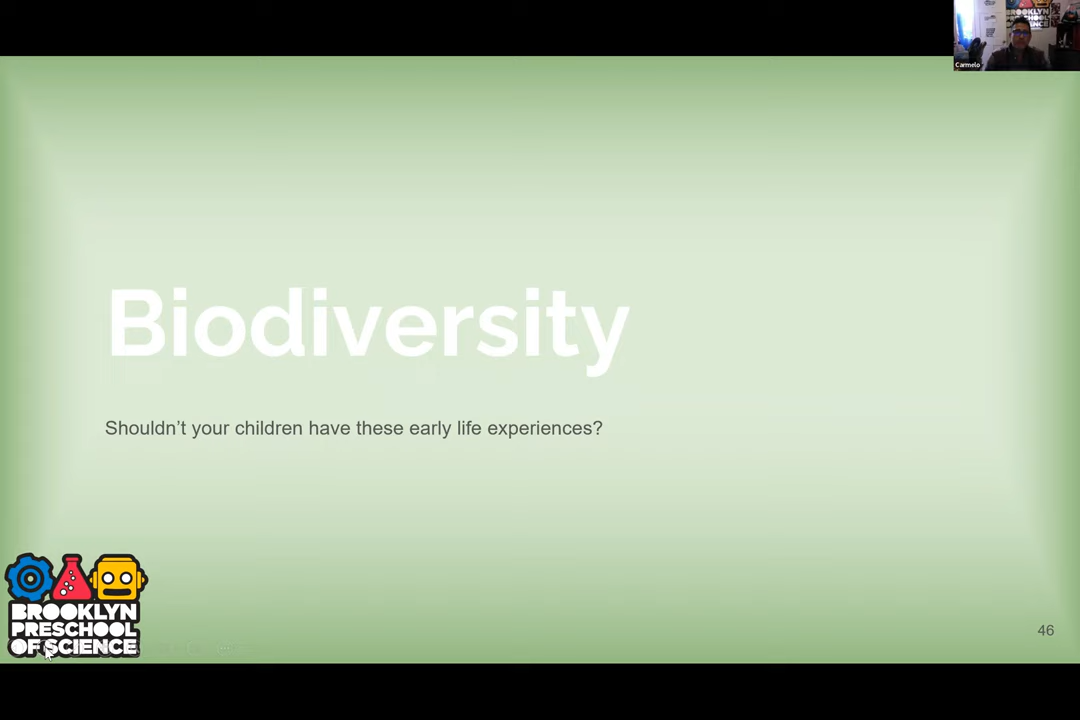 Carmelo
Biodiversity
Shouldn't your children have these early life experiences?
BROOKLYN
PRESCHOOL
OF SCIENCE
46